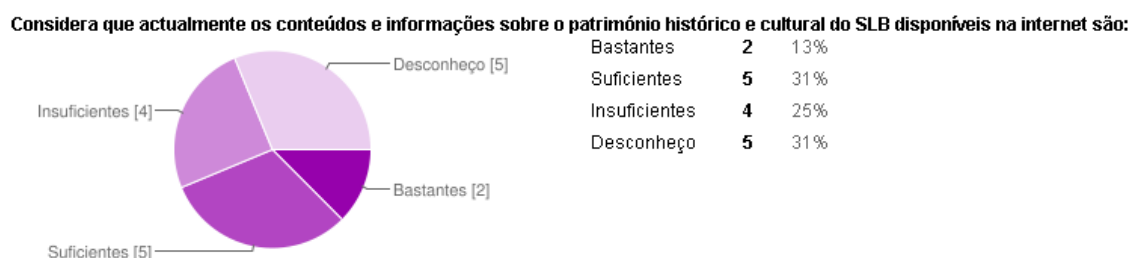 Considera que actualmente os conteúdos e informações sobre o património histórico e cultural do SLB disponíveis na internet são:
Desconheço [5]
Insuficientes [4]
Bastantes [2]
Suficientes [5]
Bastantes 2 13%
Suficientes 5 31%
Insuficientes 4 25%
Desconheço 5 31%